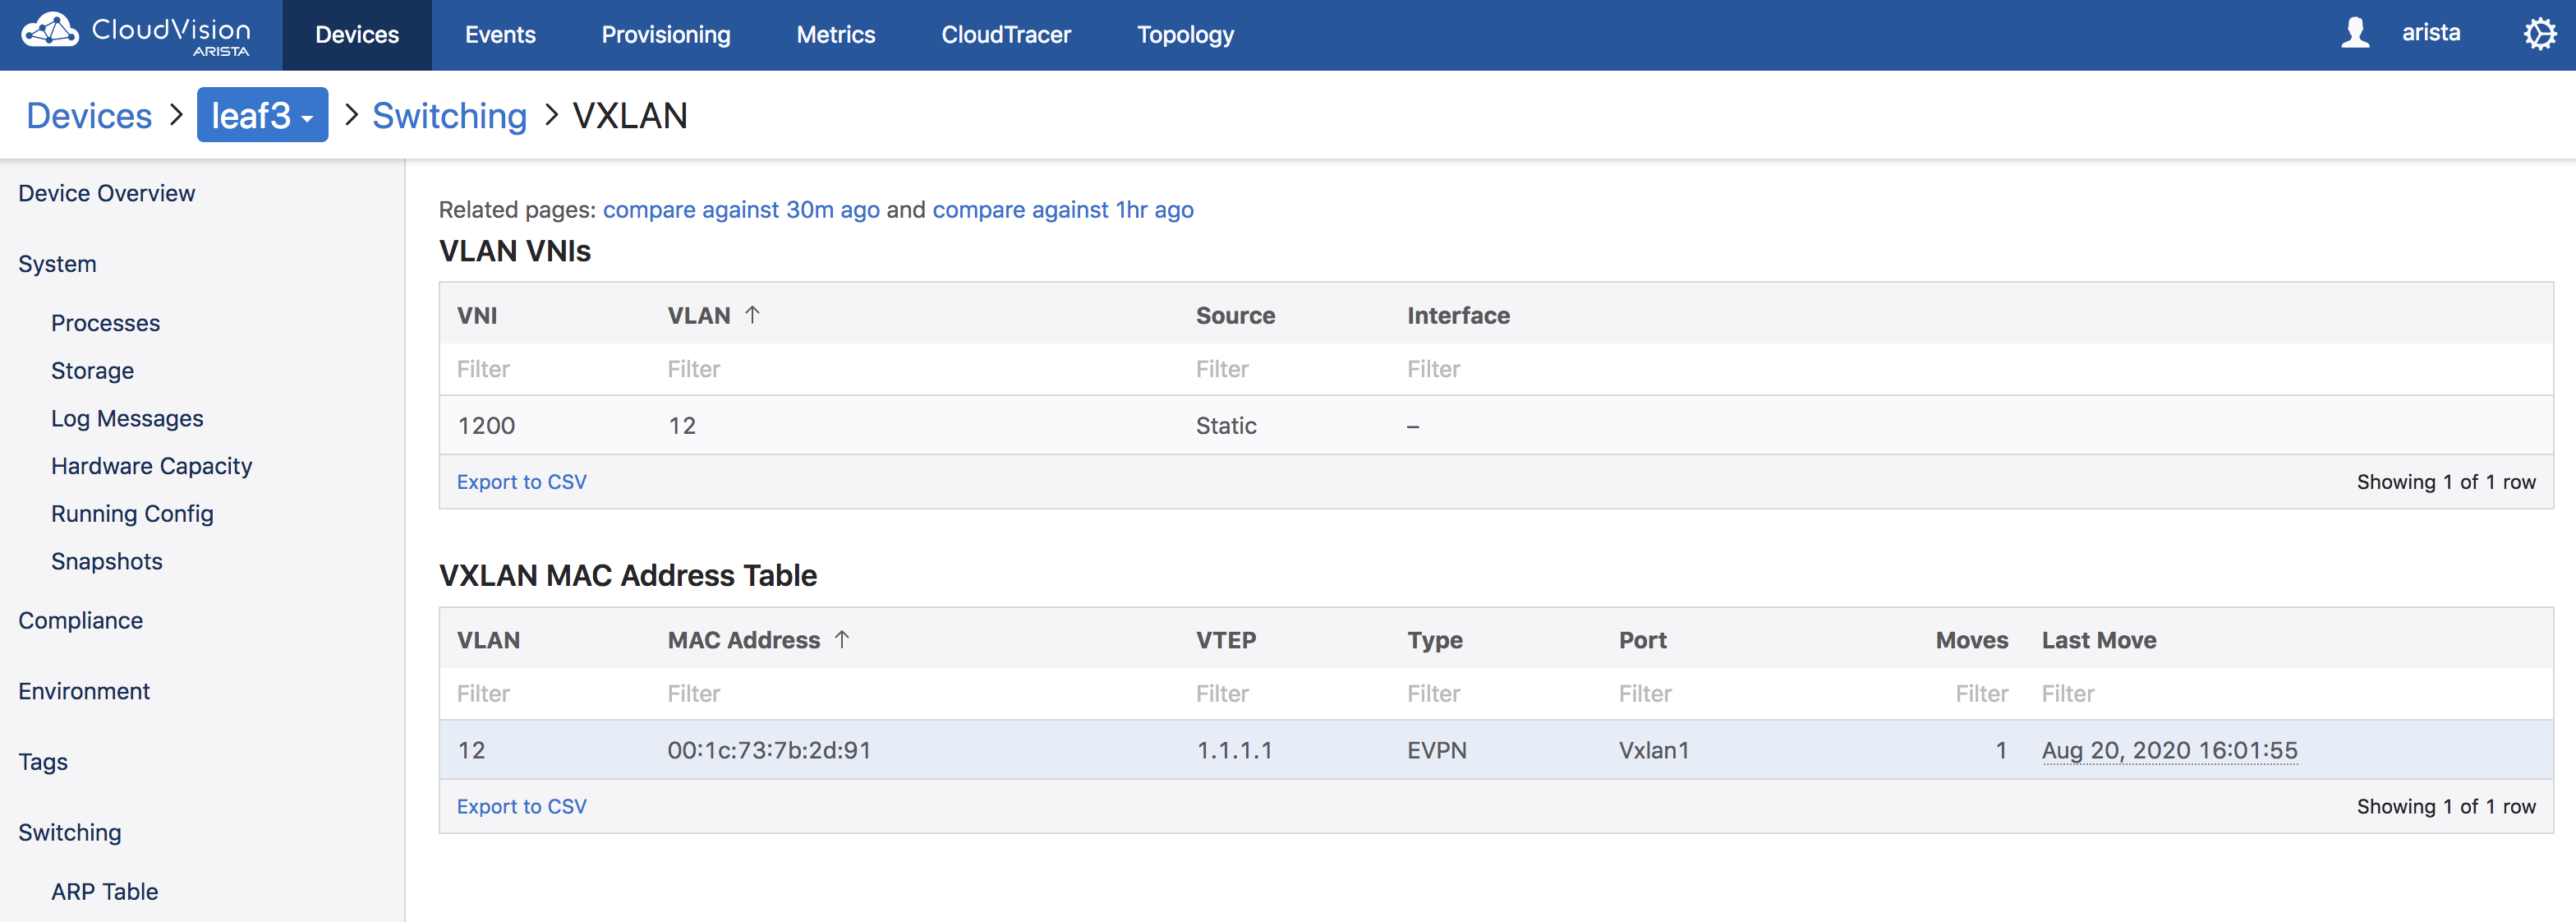 CloudVision
ARISTA
Devices Events Provisioning Metrics CloudTracer Topology arista
Devices > leaf3 > Switching > VXLAN
Device Overview
System
Processes
Storage
Log Messages
Hardware Capacity
Running Config
Snapshots
Compliance
Environment
Tags
Switching
ARP Table
Related pages: compare against 30m ago and compare against 1hr ago
VLAN VNIs
VNI VLAN ↑ Source Interface
Filter Filter Filter Filter
1200 12 Static –
Export to CSV Showing 1 of 1 row
VXLAN MAC Address Table
VLAN MAC Address ↑ VTEP Type Port Moves Last Move
Filter Filter Filter Filter Filter Filter Filter
12 00:1c:73:7b:2d:91 1.1.1.1 EVPN Vxlan1 1 Aug 20, 2020 16:01:55
Export to CSV Showing 1 of 1 row